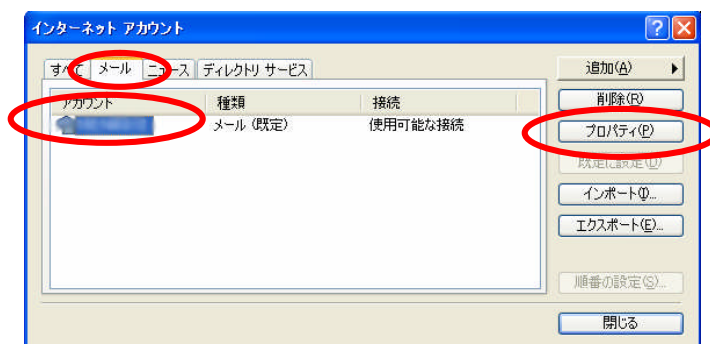 インターネット アカウント
すべて メール ニュース ディレクトリ サービス
アカウント 種類 接続
メール (既定) 使用可能な接続
追加(A)
削除(R)
プロパティ(P)
既定に設定(D)
インポート(I)...
エクスポート(E)...
順番の設定(S)...
閉じる